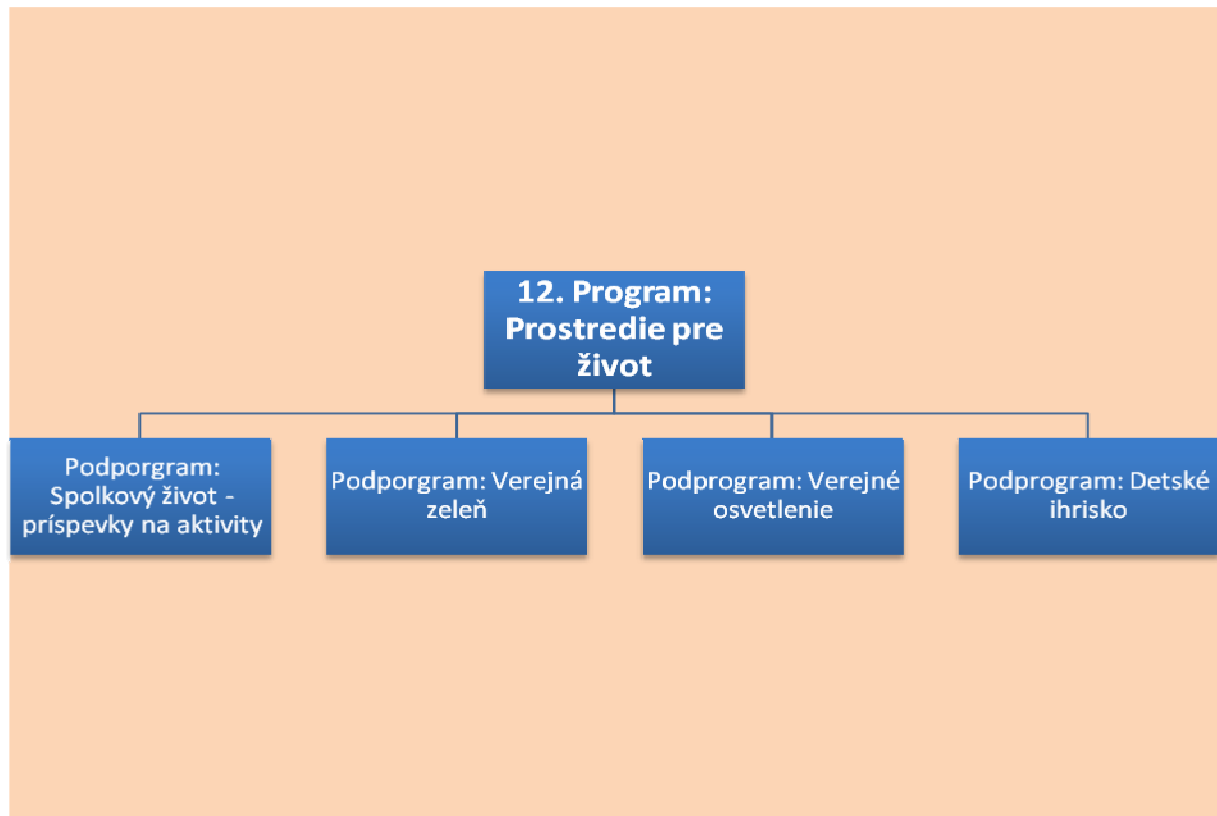 12. Program:
Prostredie pre
život
Podporgram:
Spolkový život -
príspevky na aktivity
Podporgram: Verejná
zeleň
Podprogram: Verejné
osvetlenie
Podprogram: Detské
ihrisko